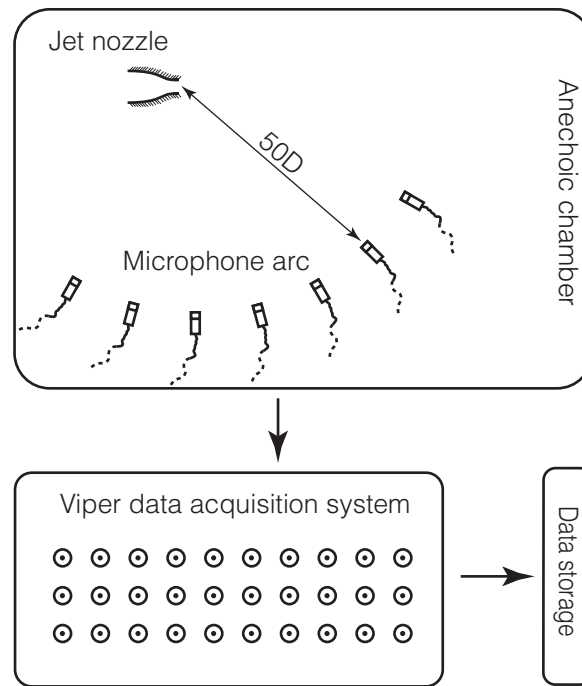 Jet nozzle
50D
Anechoic chamber
Microphone arc
Viper data acquisition system
Data storage